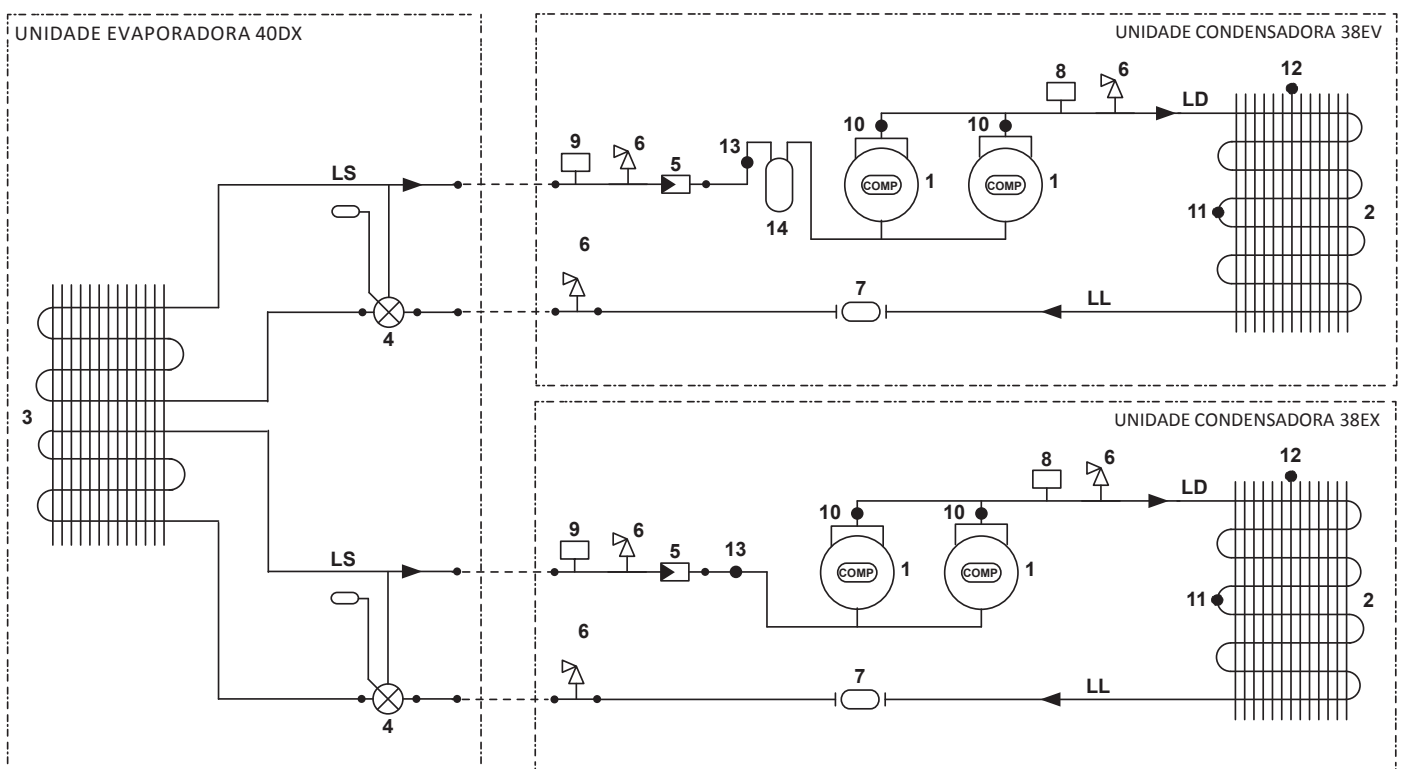 UNIDADE EVAPORADORA 40DX
UNIDADE CONDENSADORA 38EV
8 6 12
LD
10 10
9 6 5 13
LS
COMP 1 COMP 1
11 2
14
6
7 LL
4
3
UNIDADE CONDENSADORA 38EX
8 6 12
LD
10 10
9 6 5 13
LS
COMP 1 COMP 1
11 2
6
7 LL
4